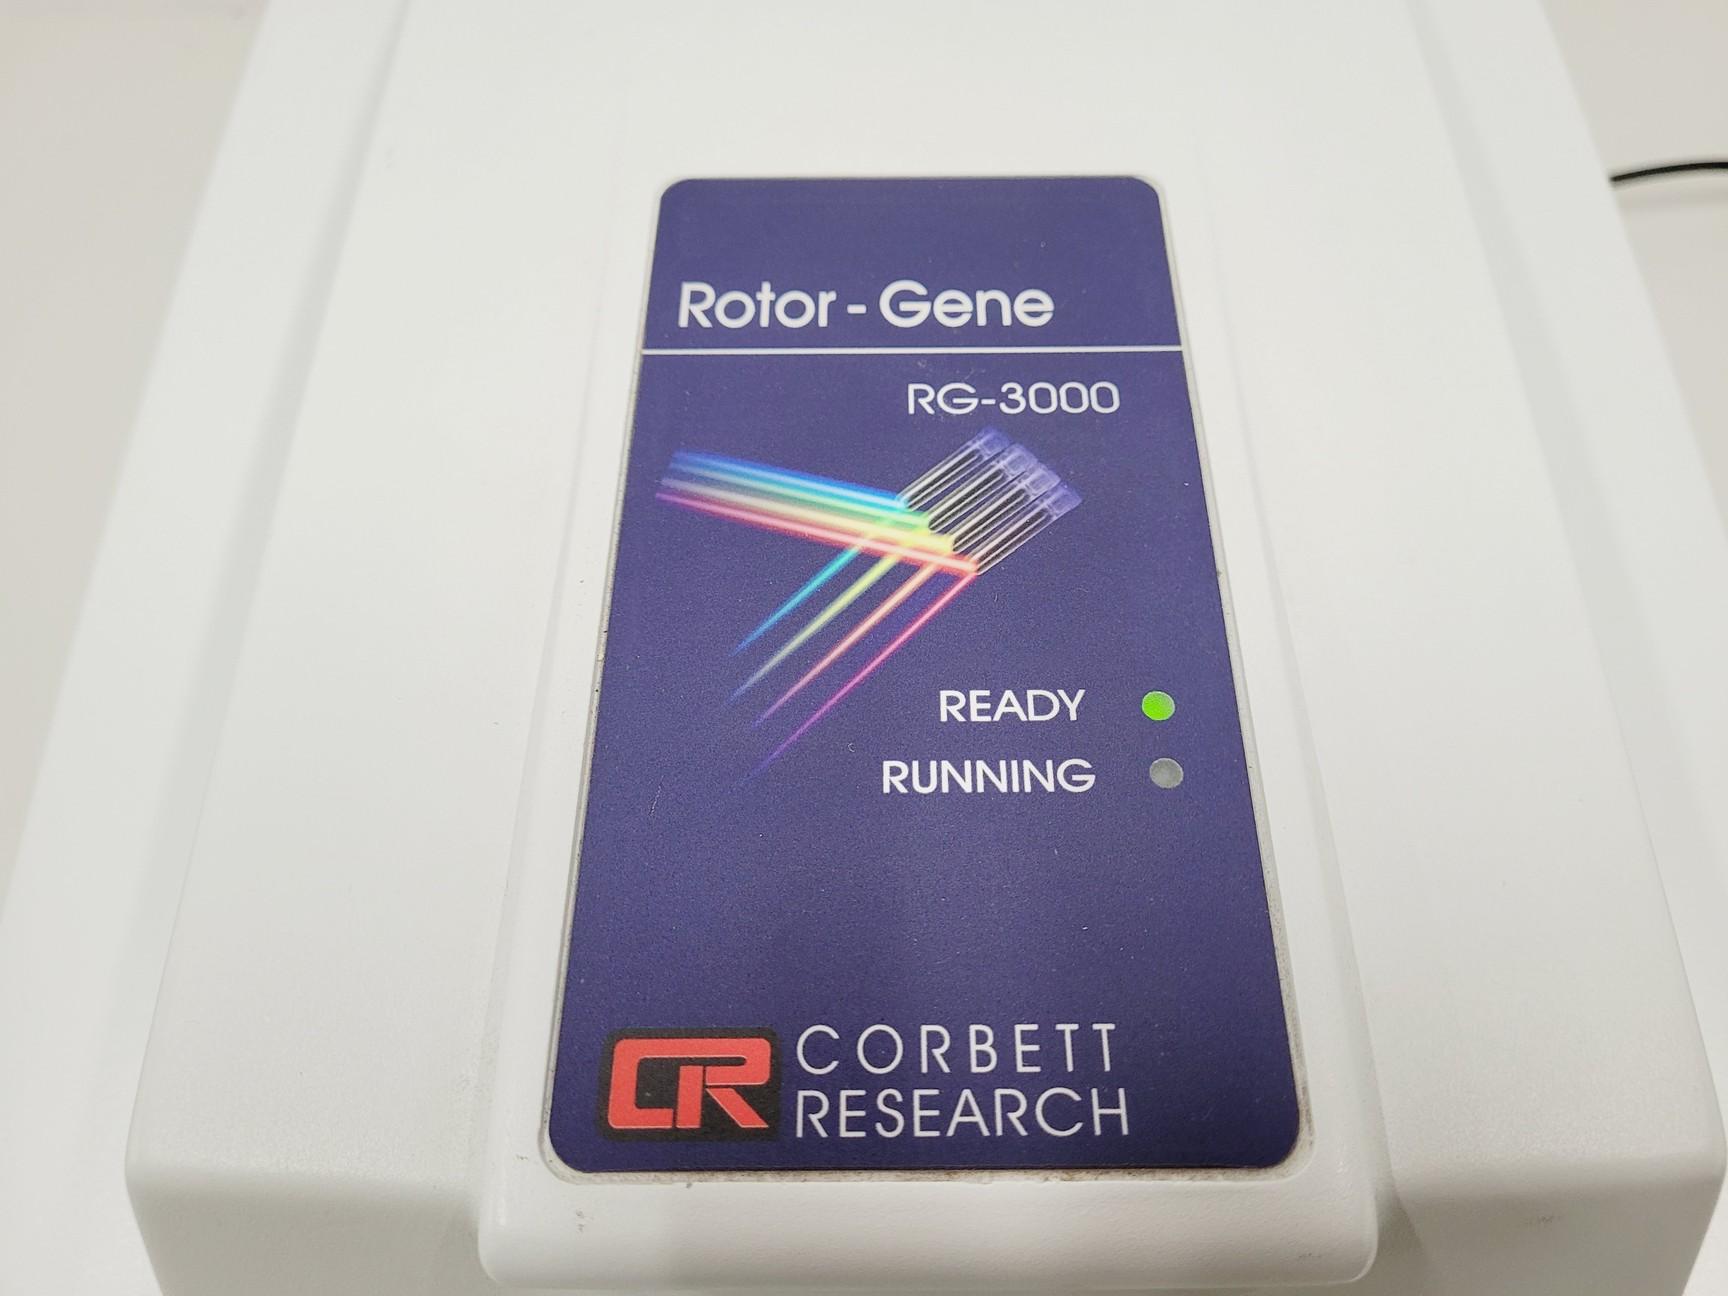 Rotor - Gene
RG-3000
READY
RUNNING
CR
CORBETT
RESEARCH